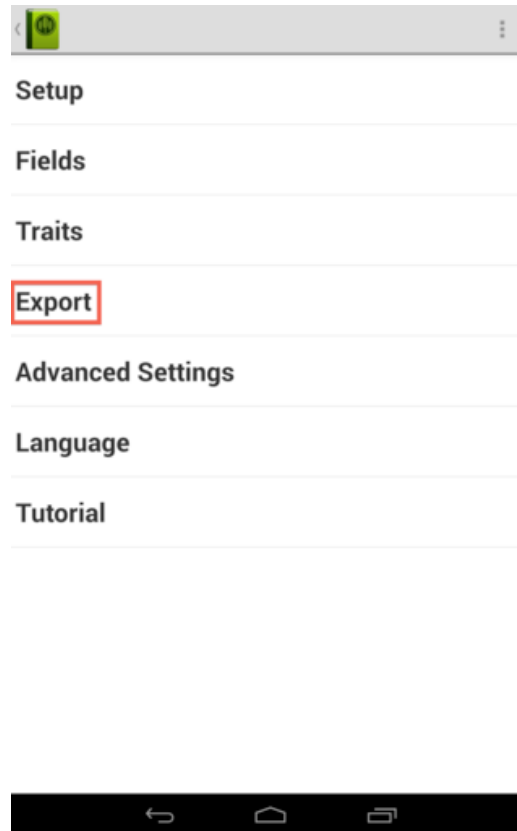 Setup
Fields
Traits
Export
Advanced Settings
Language
Tutorial